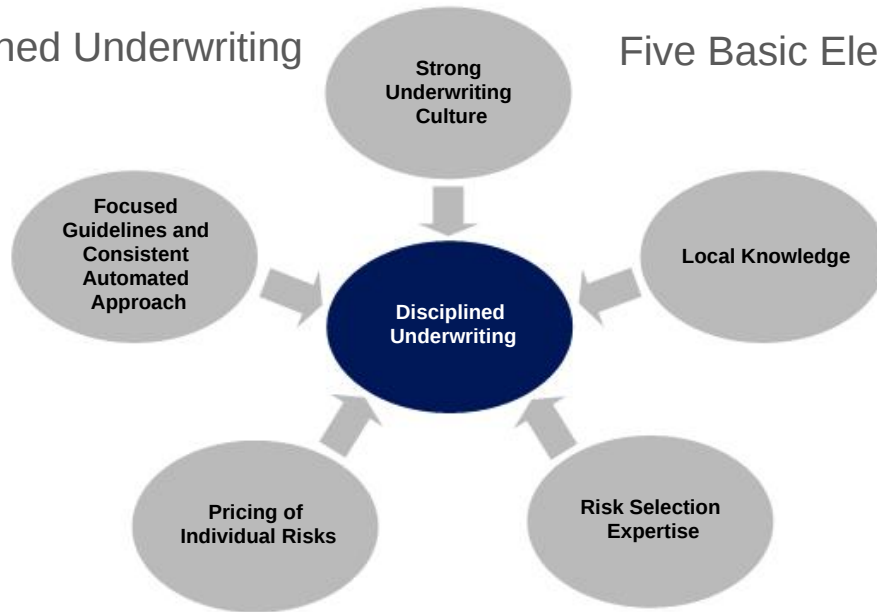 ned Underwriting
Five Basic Ele
Strong
Underwriting
Culture
Focused
Guidelines and
Consistent
Automated
Approach
Local Knowledge
Disciplined
Underwriting
Pricing of
Individual Risks
Risk Selection
Expertise